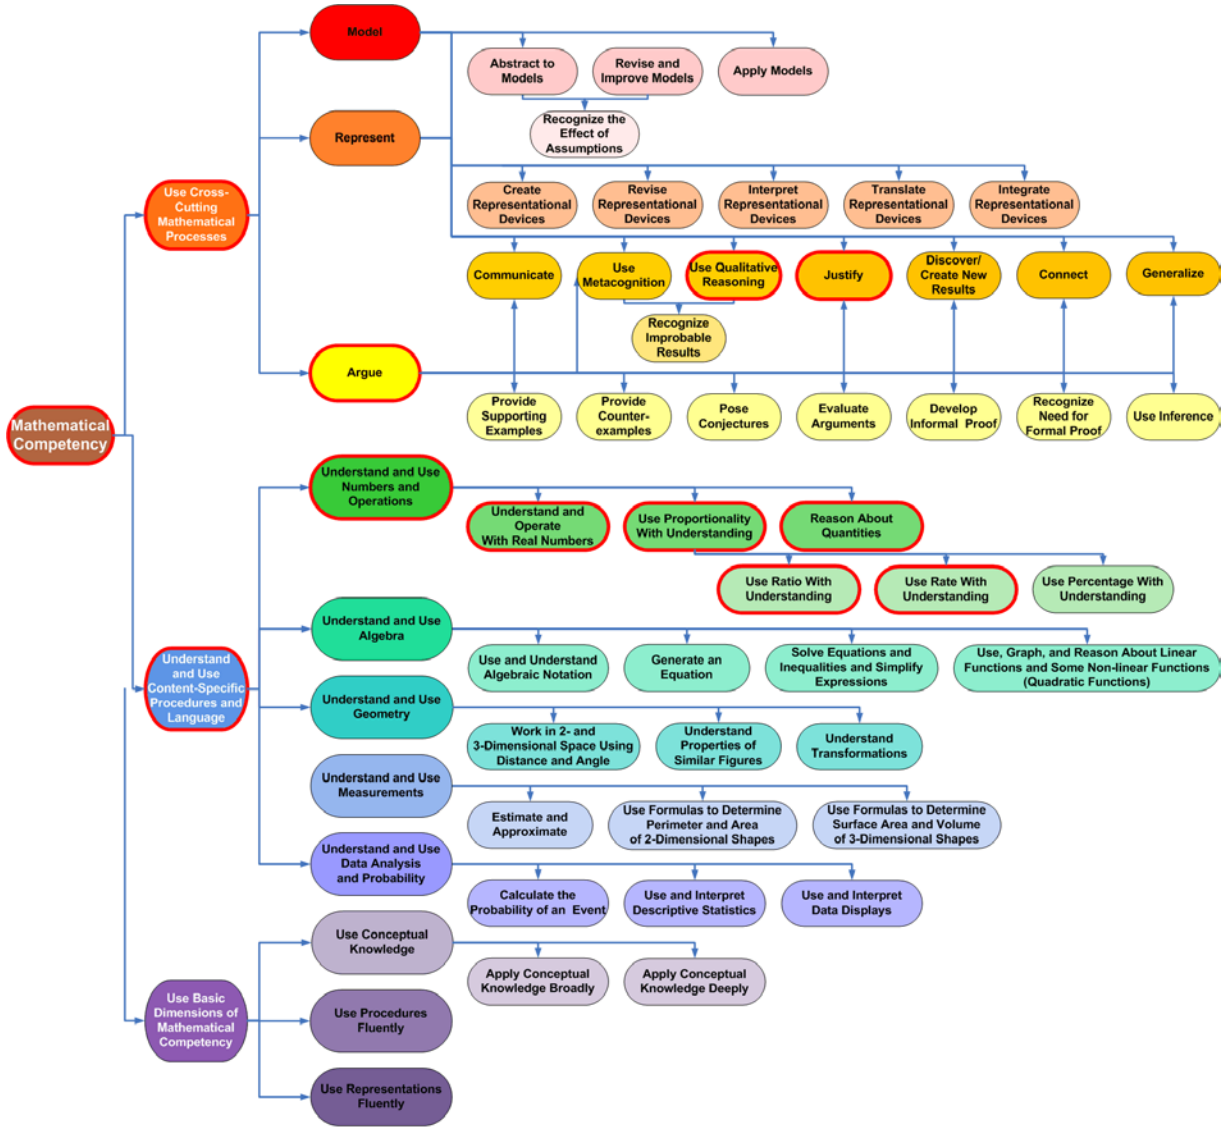 Model
Abstract to
Models
Revise and
Improve Models
Apply Models
Recognize the
Effect of
Assumptions
Represent
Create
Representational
Devices
Revise
Representational
Devices
Interpret
Representational
Devices
Translate
Representational
Devices
Integrate
Representational
Devices
Use Cross-
Cutting
Mathematical
Processes
Communicate
Use
Metacognition
Use Qualitative
Reasoning
Justify
Discover/
Create New
Results
Connect
Generalize
Recognize
Improbable
Results
Argue
Provide
Supporting
Examples
Provide
Counter-
examples
Pose
Conjectures
Evaluate
Arguments
Develop
Informal Proof
Recognize
Need for
Formal Proof
Use Inference
Mathematical
Competency
Understand and Use
Numbers and
Operations
Understand and
Operate
With Real Numbers
Use Proportionality
With Understanding
Reason About
Quantities
Use Ratio With
Understanding
Use Rate With
Understanding
Use Percentage With
Understanding
Understand and Use
Algebra
Use and Understand
Algebraic Notation
Generate an
Equation
Solve Equations and
Inequalities and Simplify
Expressions
Use, Graph, and Reason About Linear
Functions and Some Non-linear Functions
(Quadratic Functions)
Understand
and Use
Content-Specific
Procedures and
Language
Understand and Use
Geometry
Work in 2- and
3-Dimensional Space Using
Distance and Angle
Understand
Properties of
Similar Figures
Understand
Transformations
Understand and Use
Measurements
Estimate and
Approximate
Use Formulas to Determine
Perimeter and Area
of 2-Dimensional Shapes
Use Formulas to Determine
Surface Area and Volume
of 3-Dimensional Shapes
Understand and Use
Data Analysis
and Probability
Calculate the
Probability of an Event
Use and Interpret
Descriptive Statistics
Use and Interpret
Data Displays
Use Conceptual
Knowledge
Apply Conceptual
Knowledge Broadly
Apply Conceptual
Knowledge Deeply
Use Basic
Dimensions of
Mathematical
Competency
Use Procedures
Fluently
Use Representations
Fluently